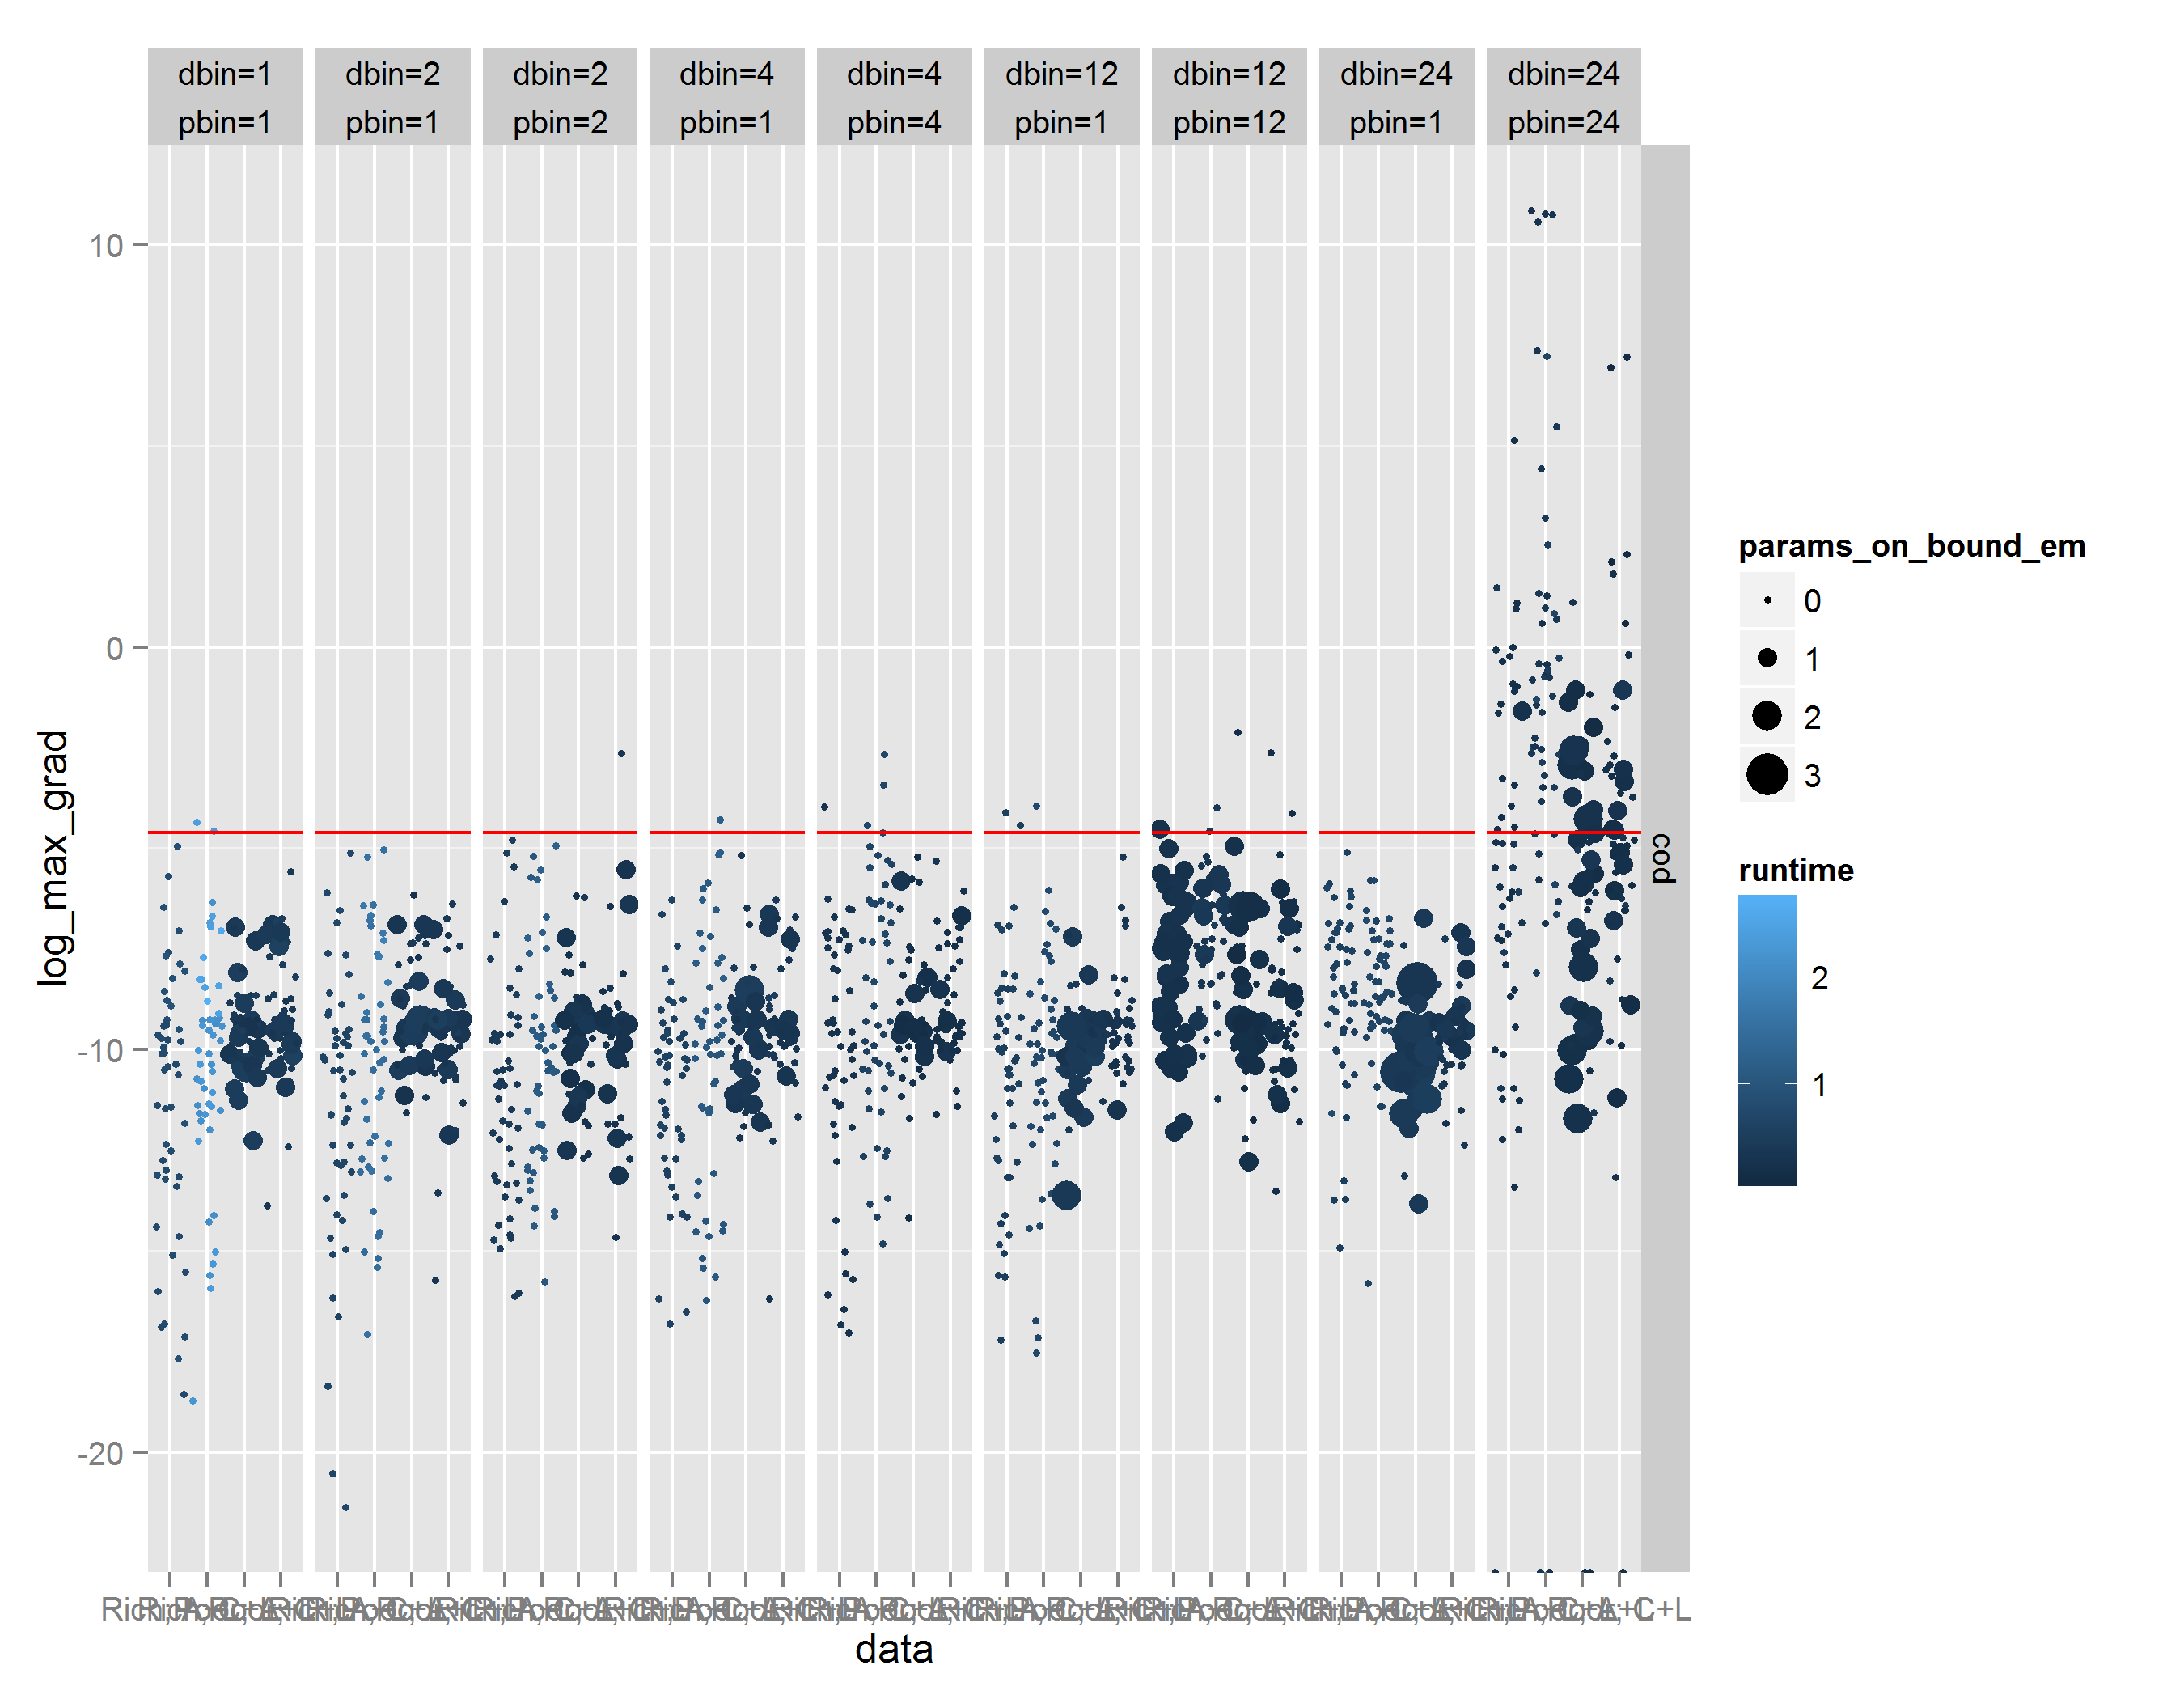 dbin=1 dbin=2 dbin=2 dbin=4 dbin=4 dbin=12 dbin=12 dbin=24 dbin=24
pbin=1 pbin=1 pbin=2 pbin=1 pbin=4 pbin=1 pbin=12 pbin=1 pbin=24
10
0
-10
-20
log_max_grad
cod
data
params_on_bound_em
0
1
2
3
runtime
2
1